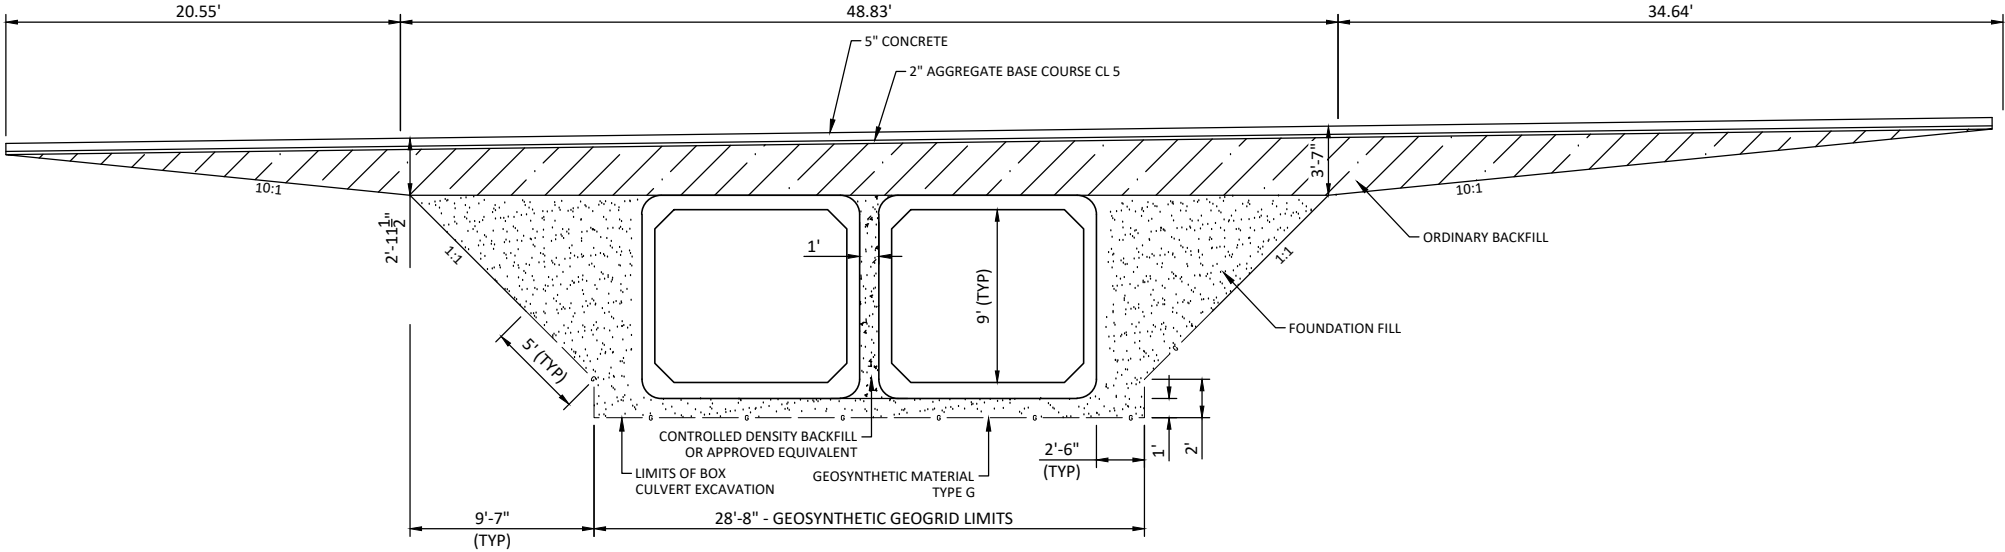 20.55'
48.83'
34.64'
5" CONCRETE
2" AGGREGATE BASE COURSE CL 5
10:1
2'-11 1/2"
3'-7"
10:1
ORDINARY BACKFILL
1:1
1'
9' (TYP)
1:1
FOUNDATION FILL
5' (TYP)
G
G
G G G G G G
CONTROLLED DENSITY BACKFILL
OR APPROVED EQUIVALENT
LIMITS OF BOX
CULVERT EXCAVATION
GEOSYNTHETIC MATERIAL
TYPE G
2'-6"
(TYP)
1'
2'
9'-7"
(TYP)
28'-8" - GEOSYNTHETIC GEOGRID LIMITS